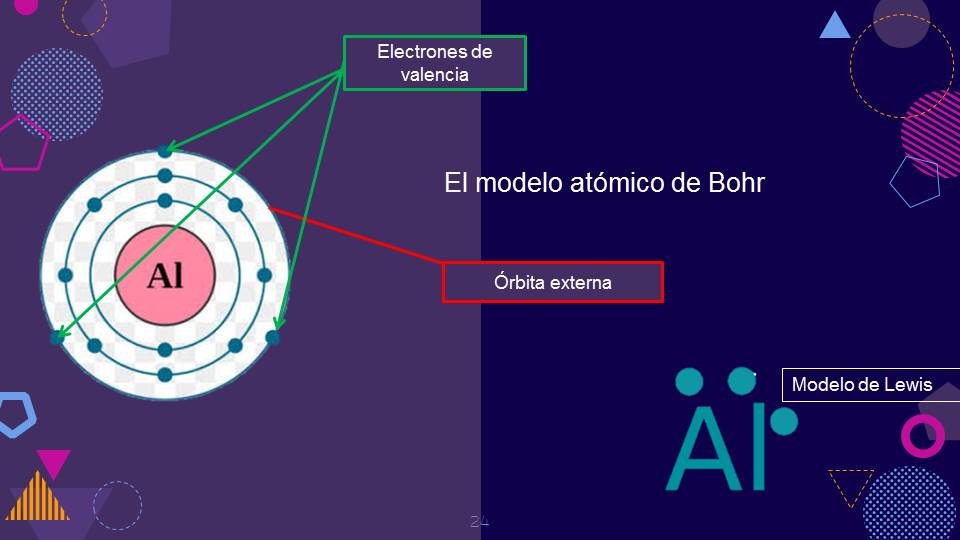 Electrones de
valencia
El modelo atómico de Bohr
Al
Órbita externa
Modelo de Lewis
Al
24